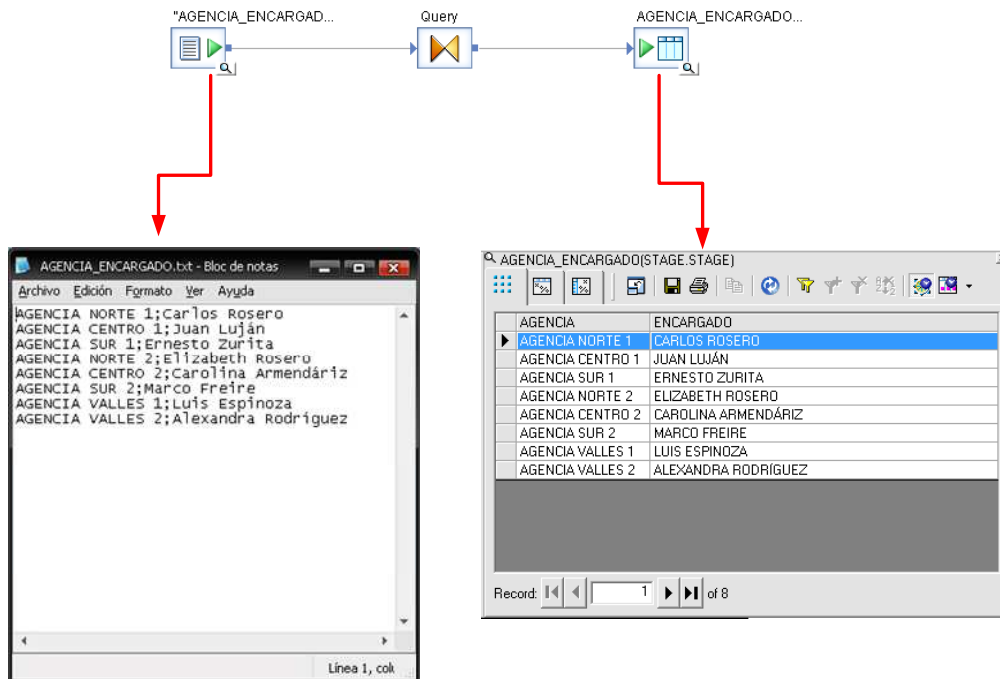 "AGENCIA_ENCARGAD...
Query
AGENCIA_ENCARGADO...
AGENCIA_ENCARGADO.txt - Bloc de notas
Archivo Edición Formato Ver Ayuda
AGENCIA NORTE 1;Carlos Rosero
AGENCIA CENTRO 1;Juan Luján
AGENCIA SUR 1;Ernesto Zurita
AGENCIA NORTE 2;Elizabeth Rosero
AGENCIA CENTRO 2;Carolina Armendáriz
AGENCIA SUR 2;Marco Freire
AGENCIA VALLES 1;Luis Espinoza
AGENCIA VALLES 2;Alexandra Rodríguez
Línea 1, colu
AGENCIA_ENCARGADO(STAGE.STAGE)
AGENCIA ENCARGADO
AGENCIA NORTE 1 CARLOS ROSERO
AGENCIA CENTRO 1 JUAN LUJÁN
AGENCIA SUR 1 ERNESTO ZURITA
AGENCIA NORTE 2 ELIZABETH ROSERO
AGENCIA CENTRO 2 CAROLINA ARMENDÁRIZ
AGENCIA SUR 2 MARCO FREIRE
AGENCIA VALLES 1 LUIS ESPINOZA
AGENCIA VALLES 2 ALEXANDRA RODRÍGUEZ
Record: 1 of 8